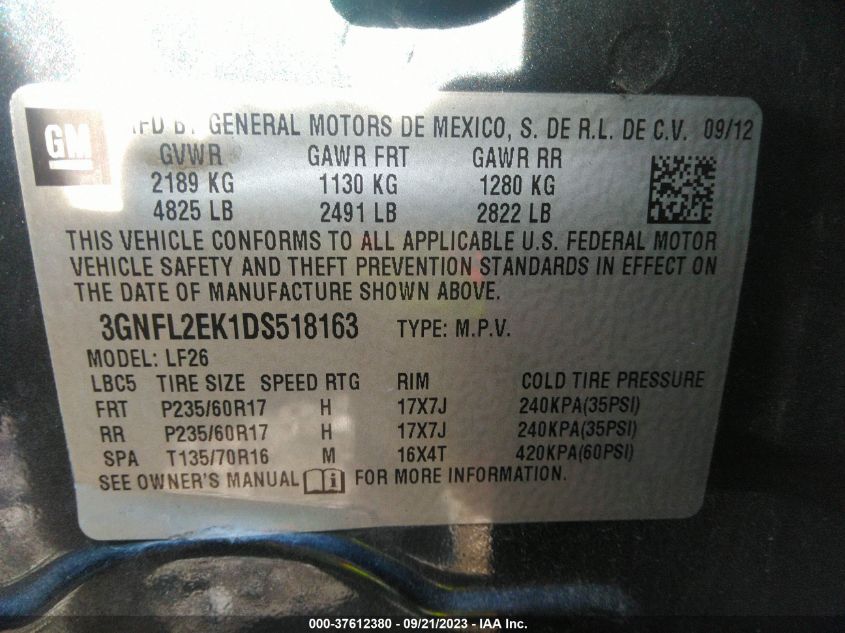 GM
MFD BY GENERAL MOTORS DE MEXICO, S. DE R.L. DE C.V. 09/12
GVWR GAWR FRT GAWR RR
2189 KG 1130 KG 1280 KG
4825 LB 2491 LB 2822 LB
THIS VEHICLE CONFORMS TO ALL APPLICABLE U.S. FEDERAL MOTOR
VEHICLE SAFETY AND THEFT PREVENTION STANDARDS IN EFFECT ON
THE DATE OF MANUFACTURE SHOWN ABOVE.
3GNFL2EK1DS518163 TYPE: M.P.V.
MODEL: LF26
LBC5 TIRE SIZE SPEED RTG RIM COLD TIRE PRESSURE
FRT P235/60R17 H 17X7J 240KPA(35PSI)
RR P235/60R17 H 17X7J 240KPA(35PSI)
SPA T135/70R16 M 16X4T 420KPA(60PSI)
SEE OWNER'S MANUAL FOR MORE INFORMATION.
000-37612380 - 09/21/2023 - IAA Inc.